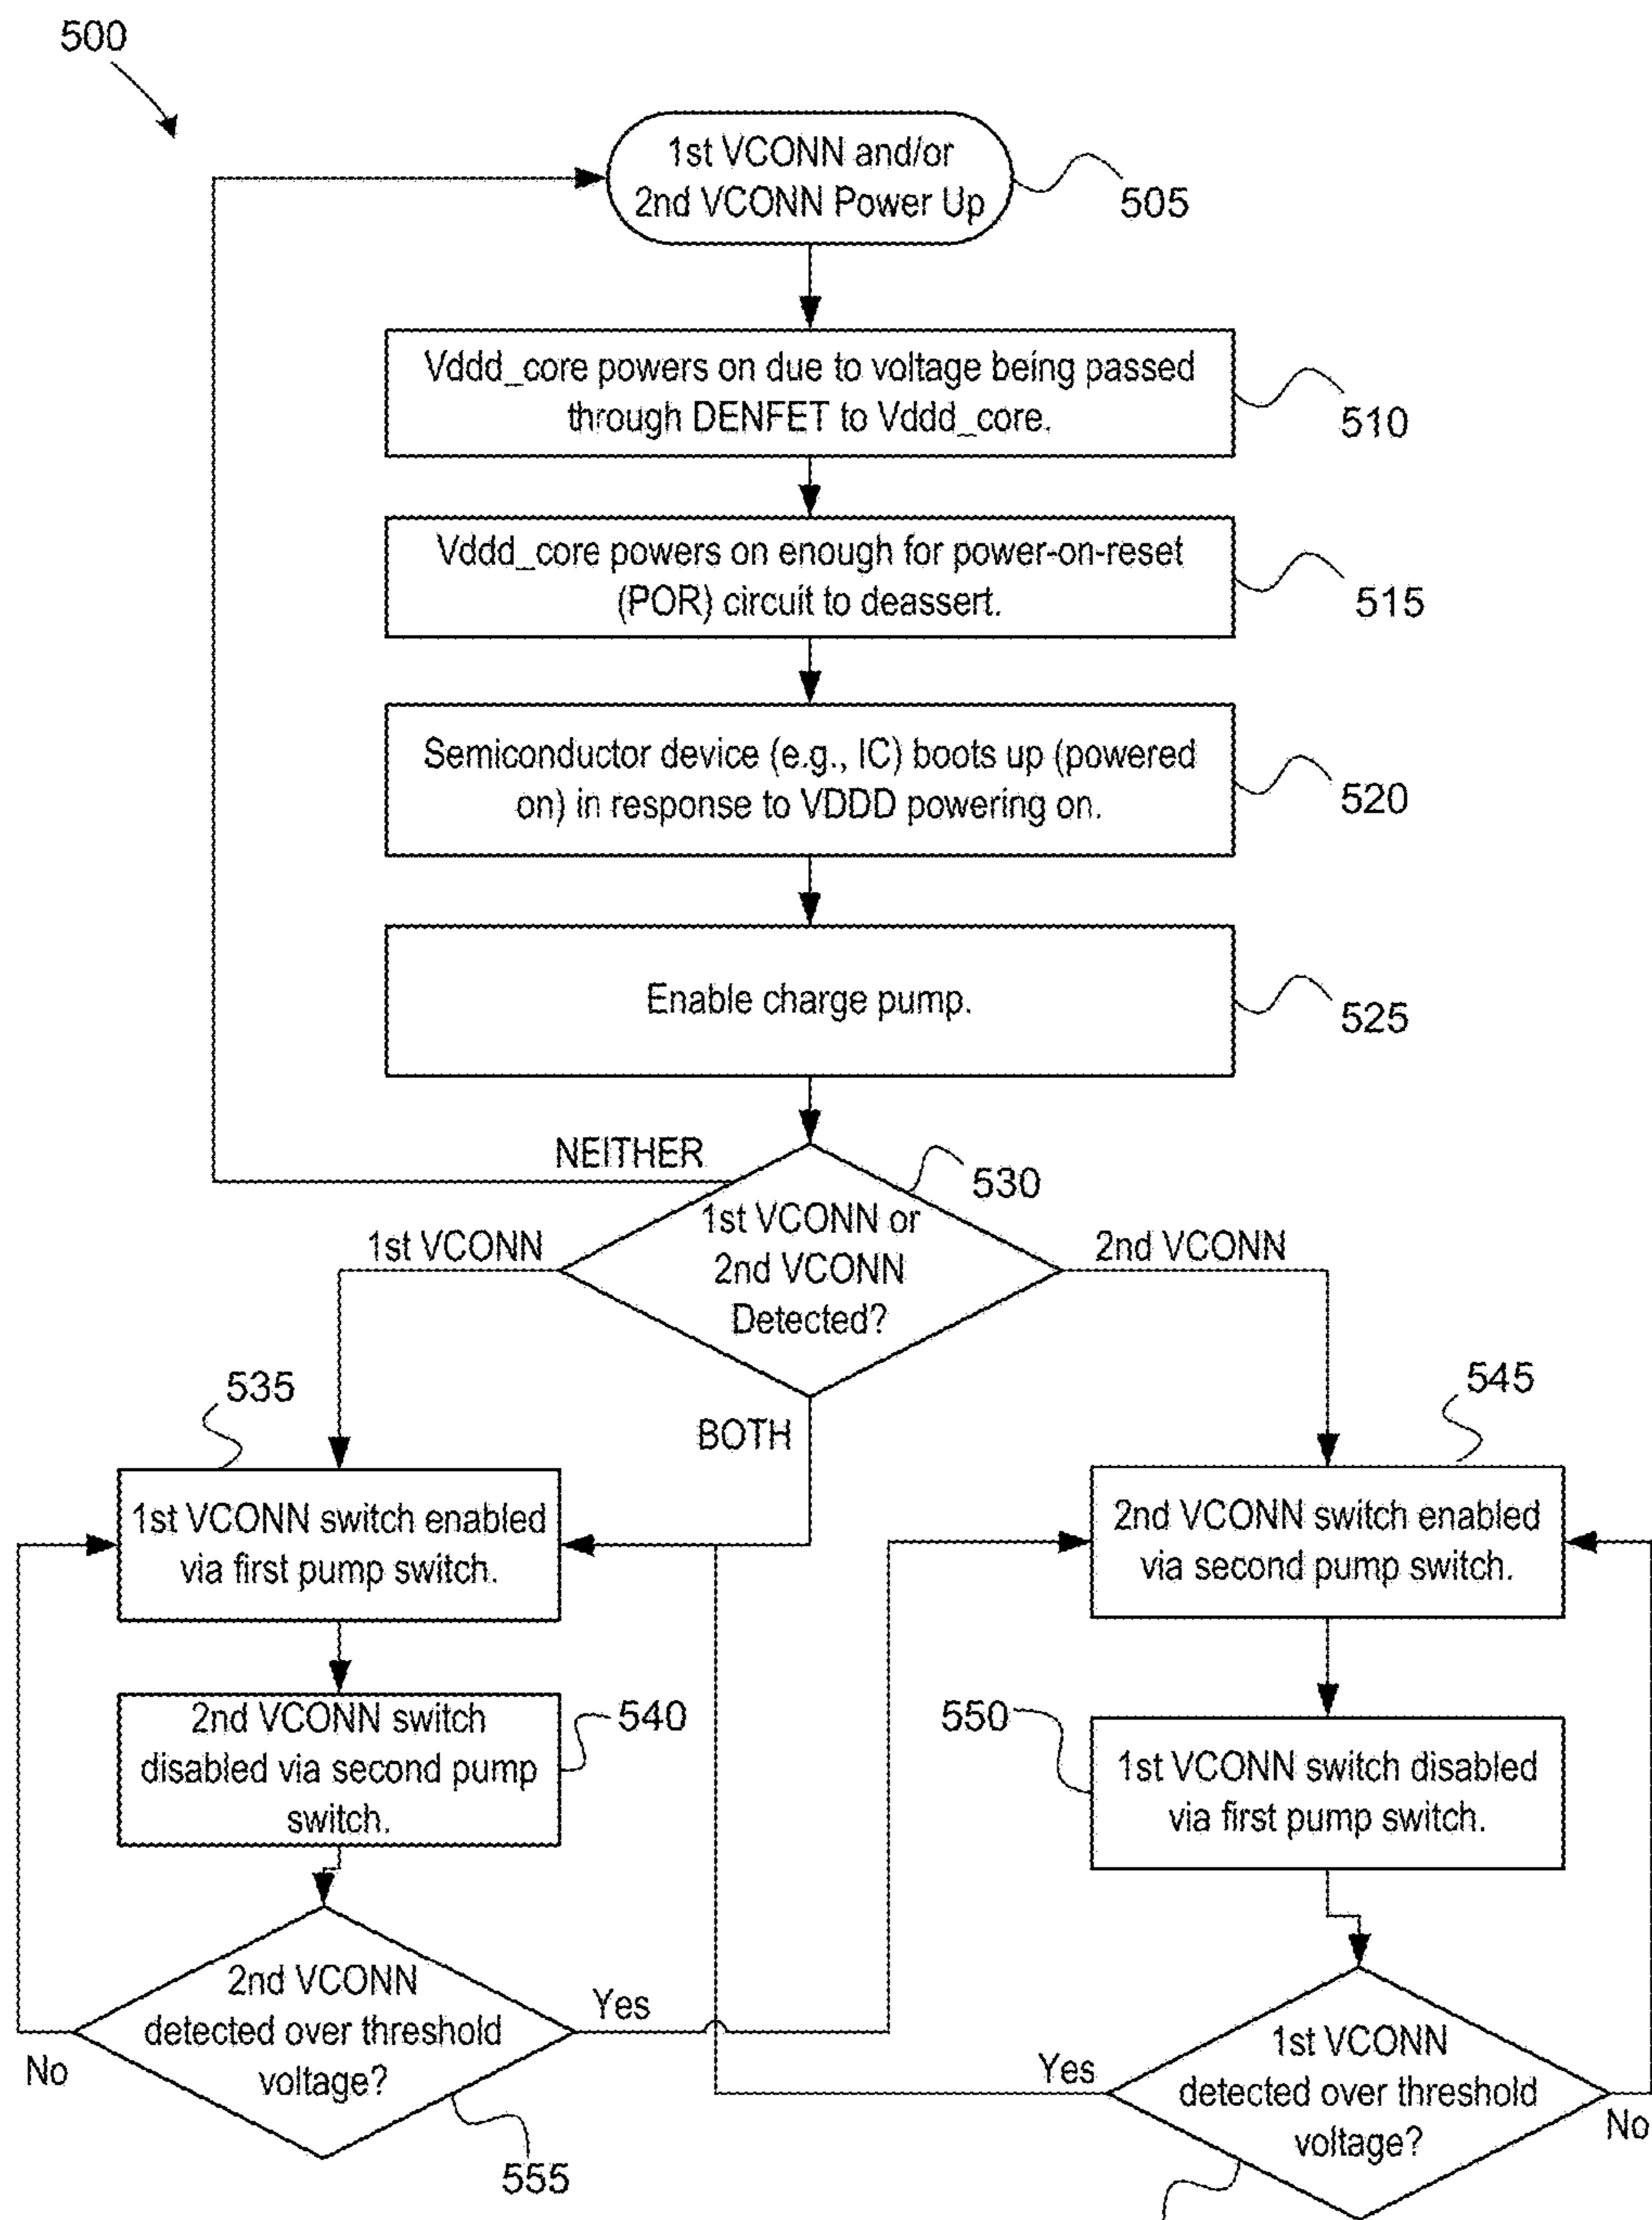 500
1st VCONN and/or
2nd VCONN Power Up
505
Vddd_core powers on due to voltage being passed
through DENFET to Vddd_core.
510
Vddd_core powers on enough for power-on-reset
(POR) circuit to deassert.
515
Semiconductor device (e.g., IC) boots up (powered
on) in response to VDDD powering on.
520
Enable charge pump.
525
NEITHER
530
1st VCONN or
2nd VCONN
Detected?
1st VCONN
2nd VCONN
BOTH
535
1st VCONN switch enabled
via first pump switch.
545
2nd VCONN switch enabled
via second pump switch.
2nd VCONN switch
disabled via second pump
switch.
540
550
1st VCONN switch disabled
via first pump switch.
2nd VCONN
detected over threshold
voltage?
Yes
No
555
1st VCONN
detected over threshold
voltage?
Yes
No